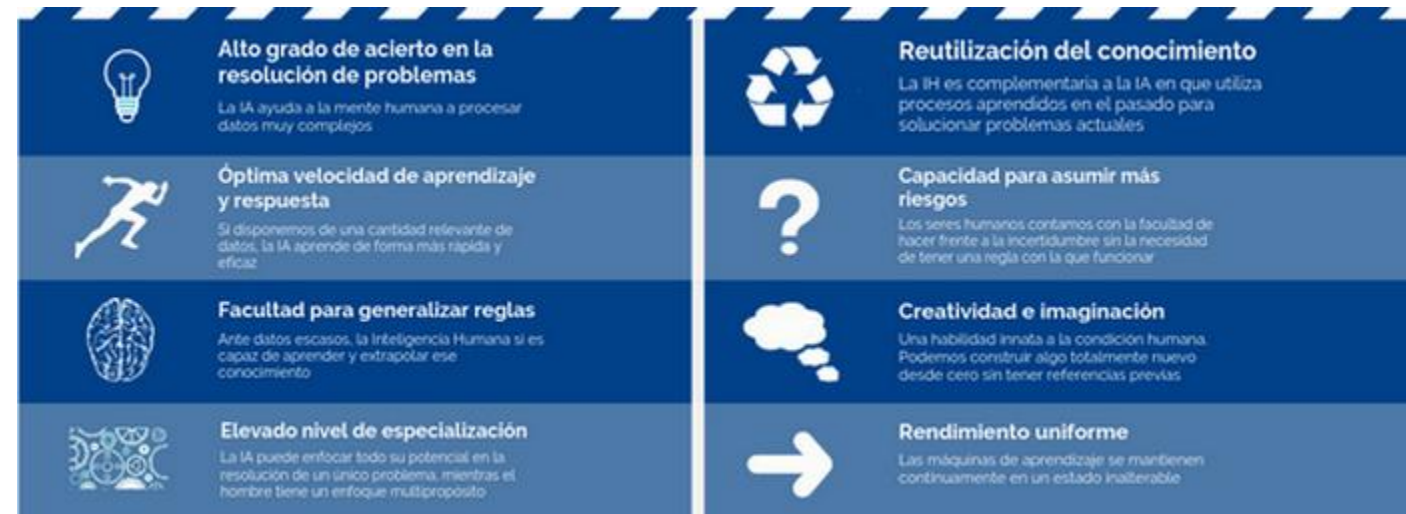 Alto grado de acierto en la
resolución de problemas
La IA ayuda a la mente humana a procesar
datos muy complejos
Óptima velocidad de aprendizaje
y respuesta
Si disponemos de una cantidad relevante de
datos, la IA aprende de forma más rápida y
eficaz
Facultad para generalizar reglas
Ante datos escasos, la Inteligencia Humana si es
capaz de aprender y extrapolar ese
conocimiento
Elevado nivel de especialización
La IA puede enfocar todo su potencial en la
resolución de un único problema, mientras el
hombre tiene un enfoque multipropósito
Reutilización del conocimiento
La IH es complementaria a la IA en que utiliza
procesos aprendidos en el pasado para
solucionar problemas actuales
Capacidad para asumir más
riesgos
Los seres humanos contamos con la facultad de
hacer frente a la incertidumbre sin la necesidad
de tener una regla con la que funcionar
Creatividad e imaginación
Una habilidad innata a la condición humana.
Podemos construir algo totalmente nuevo
desde cero sin tener referencias previas
Rendimiento uniforme
Las máquinas de aprendizaje se mantienen
continuamente en un estado inalterable